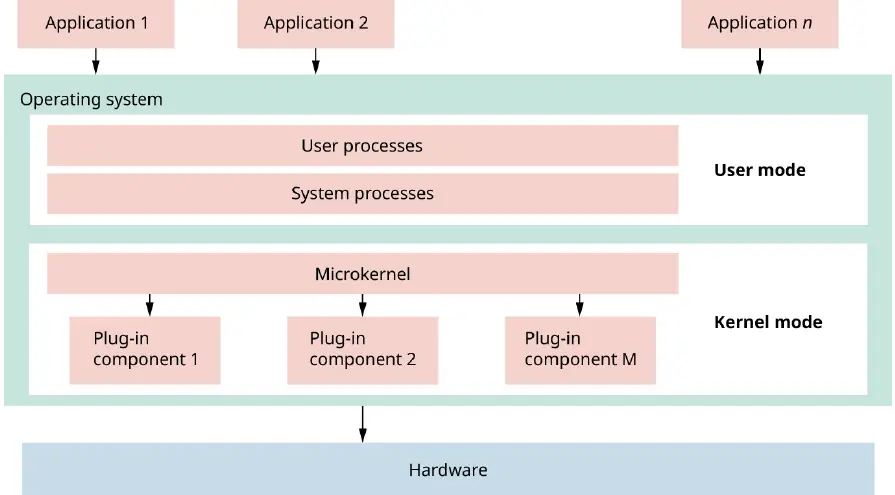 Application 1
Application 2
Application n
Operating system
User processes
System processes
User mode
Microkernel
Plug-in
component 1
Plug-in
component 2
Plug-in
component M
Kernel mode
Hardware